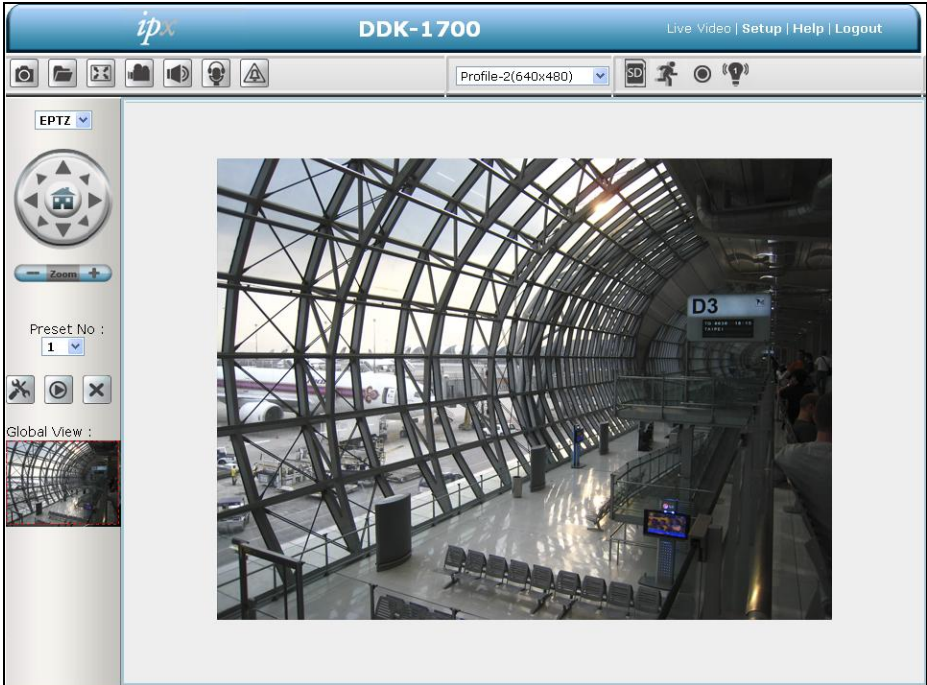 ipx
DDK-1700
Live Video | Setup | Help | Logout
Profile-2(640x480)
SD
EPTZ
Zoom
Preset No :
1
Global View :
D3
TAIPEI